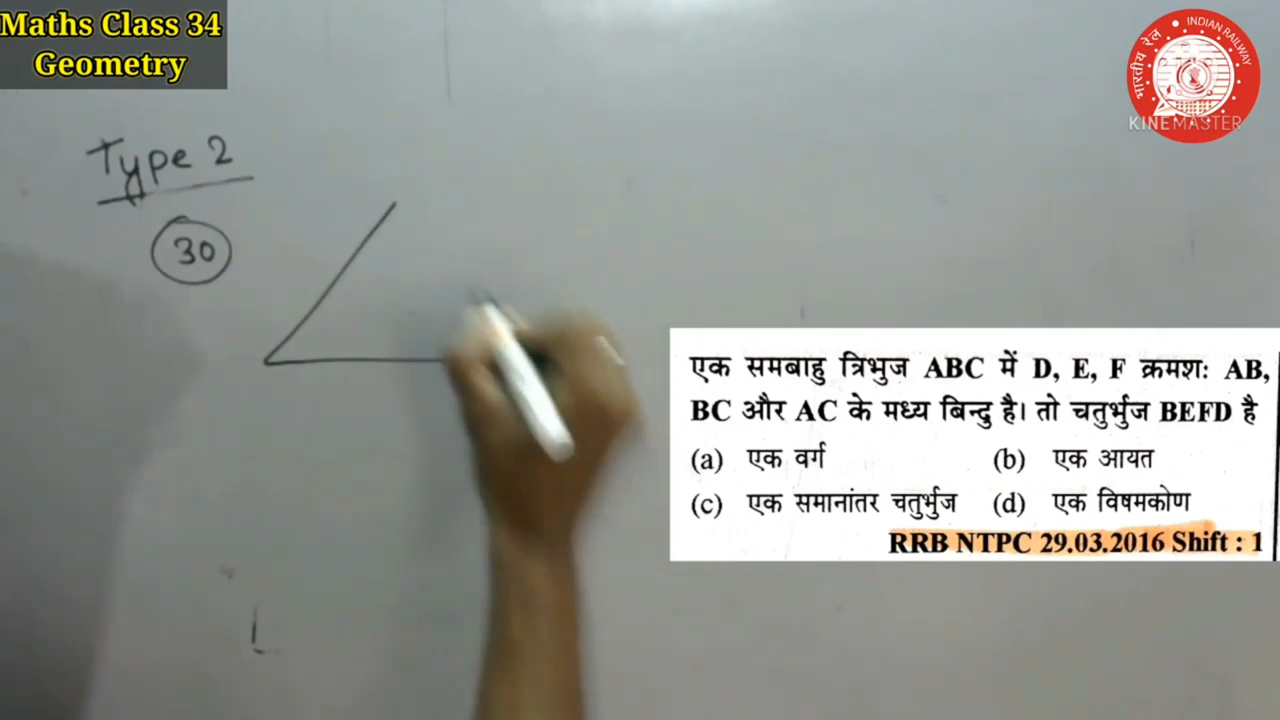 Maths Class 34
Geometry
भारतीय रेल
INDIAN RAILWAY
KINEMASTER
Type 2
30
एक समबाहु त्रिभुज ABC में D, E, F क्रमशः AB,
BC और AC के मध्य बिन्दु है। तो चतुर्भुज BEFD है
(a) एक वर्ग (b) एक आयत
(c) एक समानांतर चतुर्भुज (d) एक विषमकोण
RRB NTPC 29.03.2016 Shift : 1